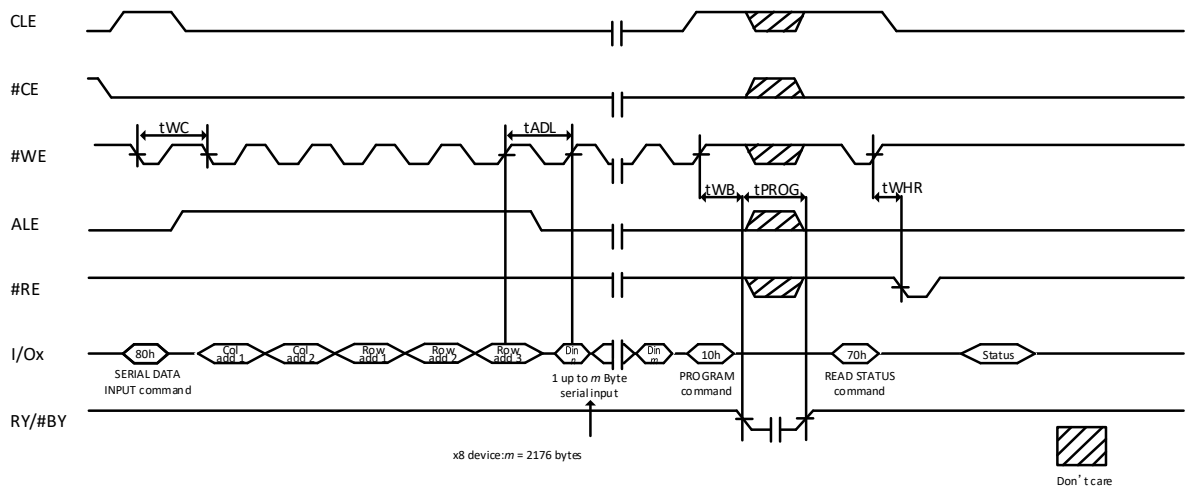 CLE
#CE
tWC
tADL
#WE
tWB
tPROG
tWHR
ALE
#RE
I/Ox
80h
Col
add 1
Col
add 2
Row
add 1
Row
add 2
Row
add 3
Din
n
Din
m
10h
70h
Status
SERIAL DATA
INPUT command
1 up to m Byte
serial input
PROGRAM
command
READ STATUS
command
RY/#BY
x8 device:m = 2176 bytes
Don't care